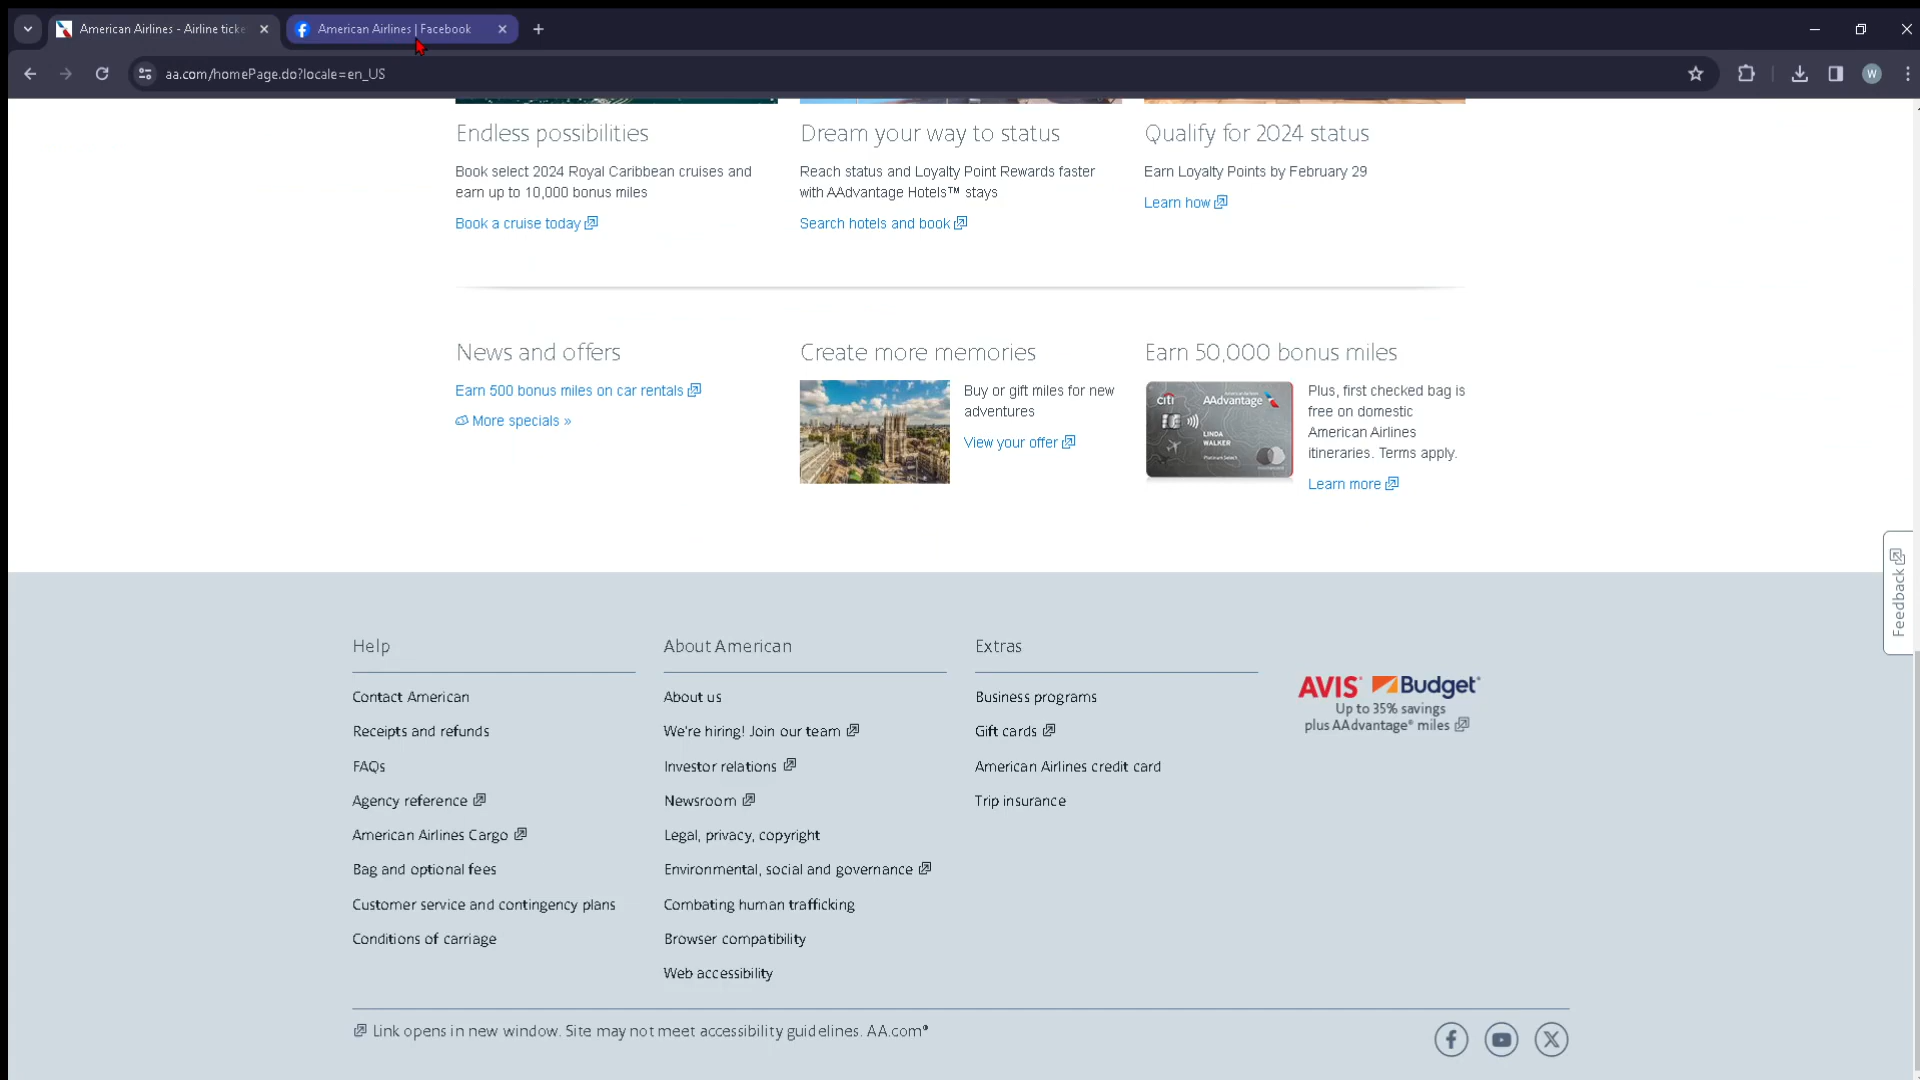 American Airlines - Airline ticke
American Airlines | Facebook
aa.com/homePage.do?locale=en_US
W
Endless possibilities
Book select 2024 Royal Caribbean cruises and
earn up to 10,000 bonus miles
Book a cruise today
Dream your way to status
Reach status and Loyalty Point Rewards faster
with AAdvantage Hotels™ stays
Search hotels and book
Qualify for 2024 status
Earn Loyalty Points by February 29
Learn how
News and offers
Earn 500 bonus miles on car rentals
More specials »
Create more memories
Buy or gift miles for new
adventures
View your offer
Earn 50,000 bonus miles
citi
AAdvantage
LINDA
WALKER
Platinum Select
Plus, first checked bag is
free on domestic
American Airlines
itineraries. Terms apply.
Learn more
Feedback
Help
Contact American
Receipts and refunds
FAQs
Agency reference
American Airlines Cargo
Bag and optional fees
Customer service and contingency plans
Conditions of carriage
About American
About us
We're hiring! Join our team
Investor relations
Newsroom
Legal, privacy, copyright
Environmental, social and governance
Combating human trafficking
Browser compatibility
Web accessibility
Extras
Business programs
Gift cards
American Airlines credit card
Trip insurance
AVIS Budget
Up to 35% savings
plus AAdvantage® miles
Link opens in new window. Site may not meet accessibility guidelines. AA.com®